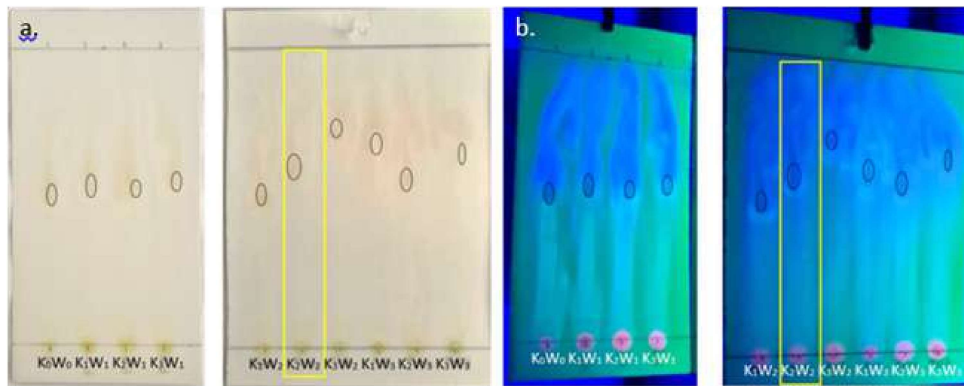 a.
K₀W₀ K₁W₁ K₂W₁ K₃W₁
K₁W₂ K₂W₂ K₃W₂ K₁W₃ K₂W₃ K₃W₃
b.
K₀W₀ K₁W₁ K₂W₁ K₃W₁
K₁W₂ K₂W₂ K₃W₂ K₁W₃ K₂W₃ K₃W₃